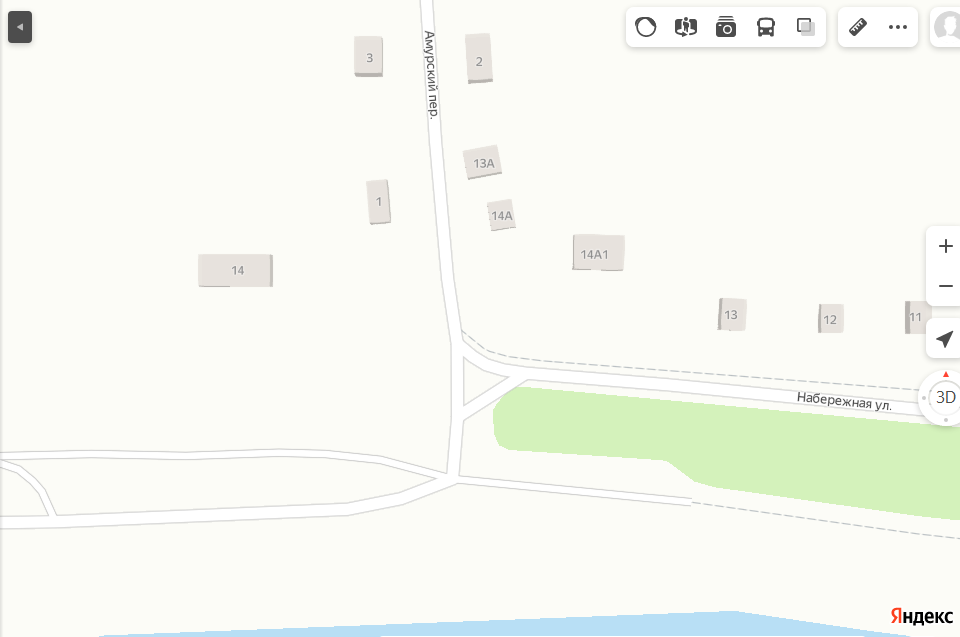 Амурский пер.
3
2
13А
1
14А
14А1
14
13
12
11
Набережная ул.
3D
Яндекс